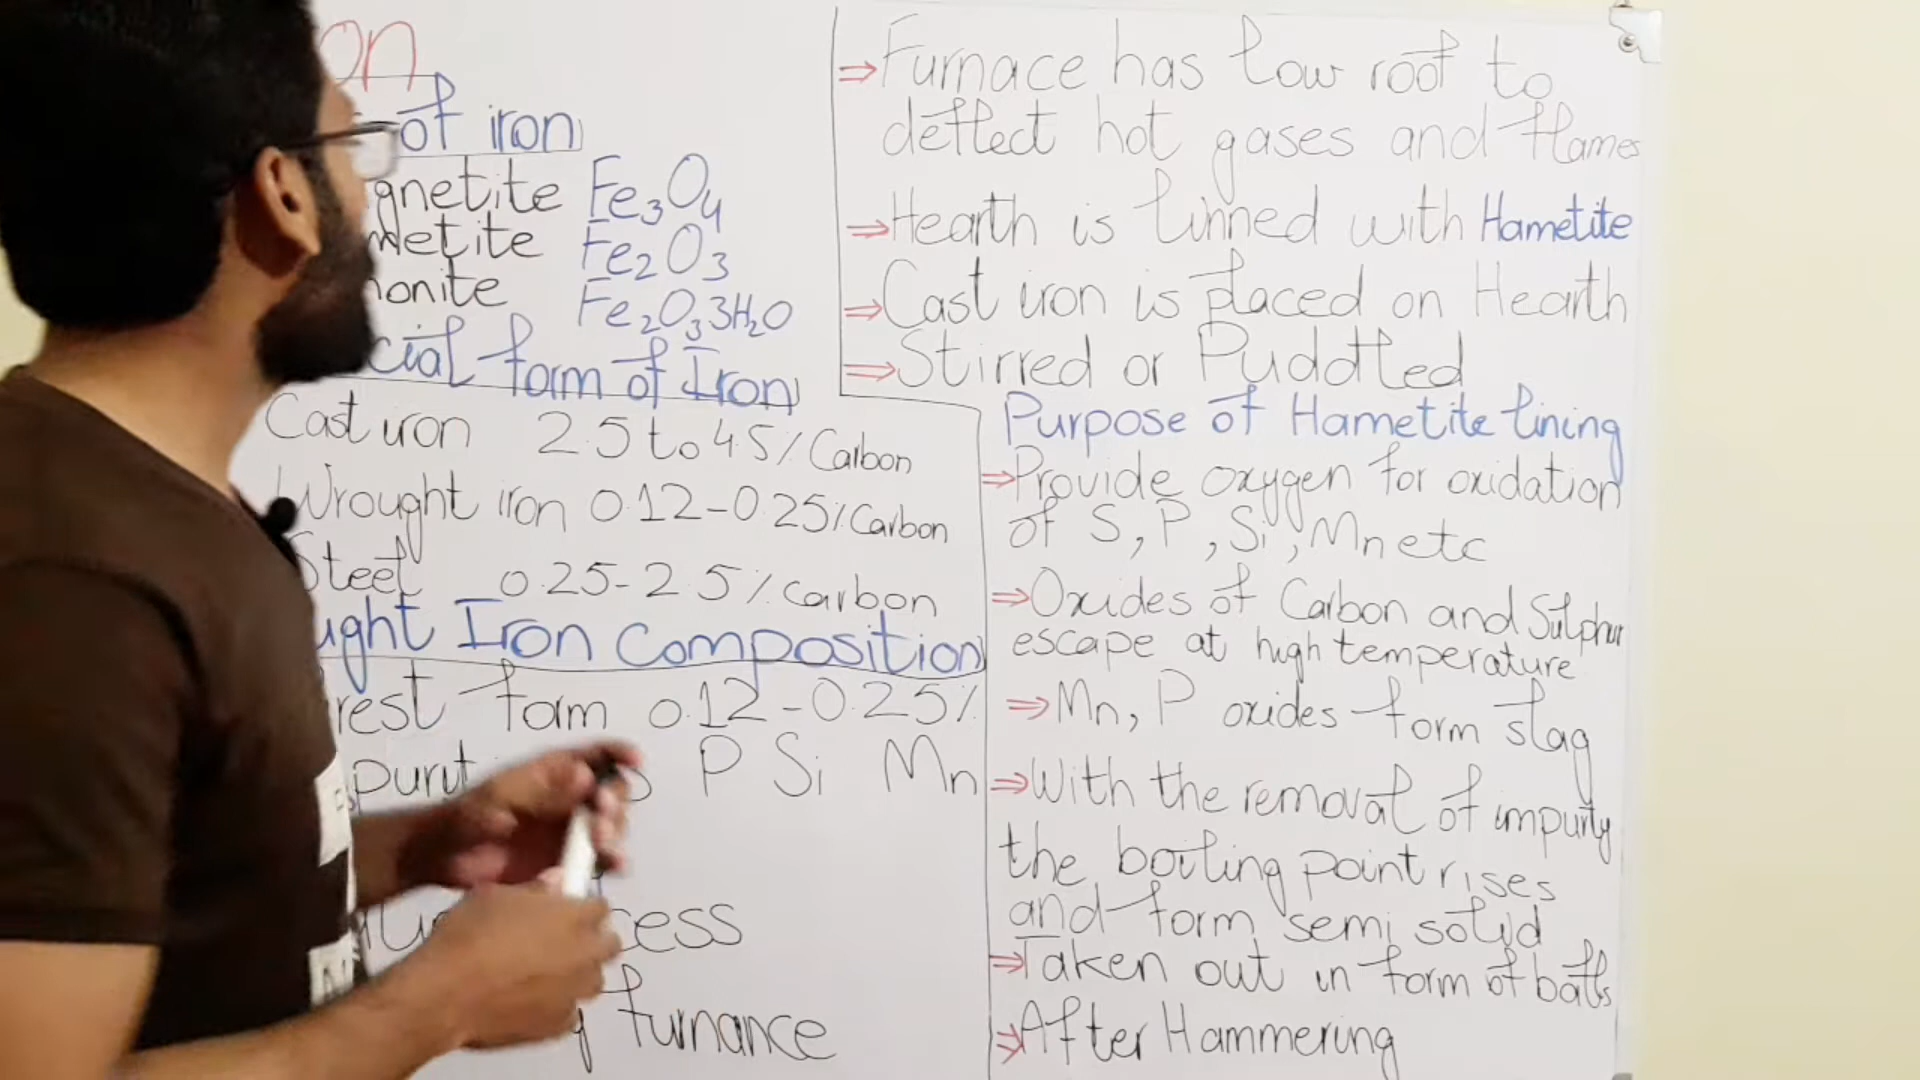 on
of iron
gnetite Fe3O4
metite Fe2O3
onite Fe2O33H2O
cial form of Iron
Cast iron 2.5 to 4.5% Carbon
Wrought iron 0.12-0.25% Carbon
Steel 0.25-2.5% Carbon
ught Iron Composition
rest form 0.12-0.25%
P Si Mn
cess
furnance
⇒Furnace has low roof to
deflect hot gases and flames
⇒Hearth is linned with Hametite
⇒Cast iron is placed on Hearth
⇒Stirred or Puddled
Purpose of Hametite lining
⇒Provide oxygen for oxidation
of S, P, Si, Mn etc
⇒Oxides of Carbon and Sulphur
escape at high temperature
⇒Mn, P oxides form slag
⇒With the removal of impurity
the boiling point rises
and form semi solid
⇒Taken out in form of balls
⇒After Hammering